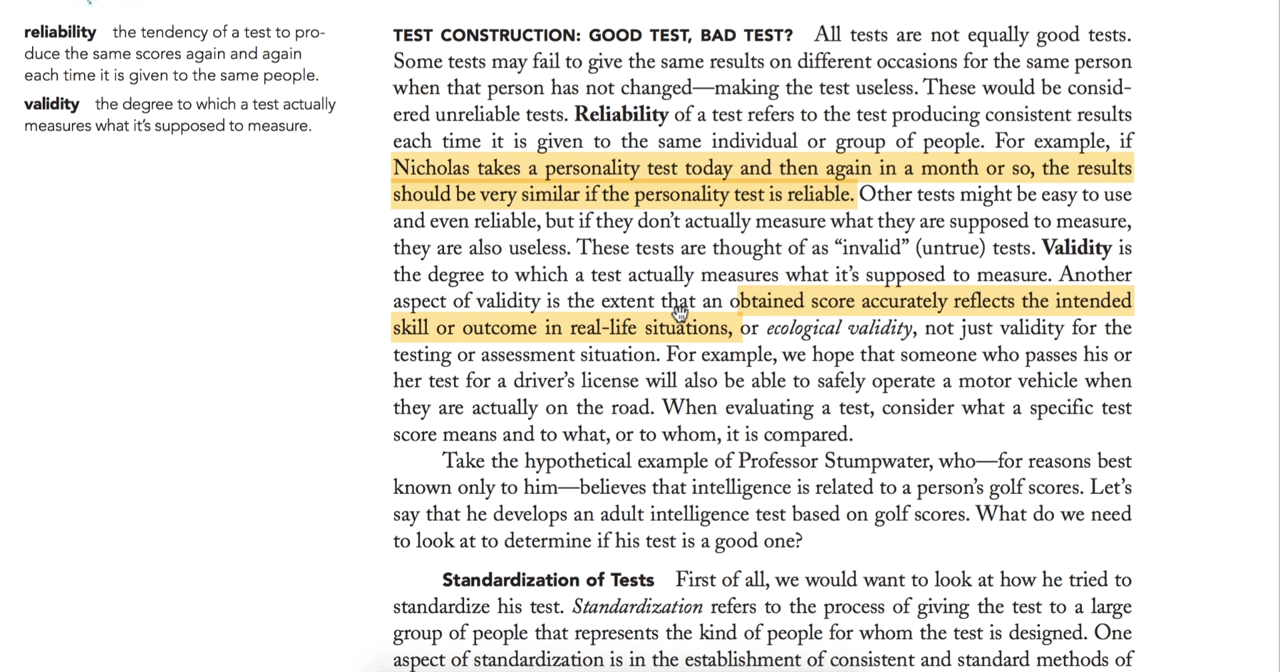 reliability the tendency of a test to pro-
duce the same scores again and again
each time it is given to the same people.
validity the degree to which a test actually
measures what it's supposed to measure.
TEST CONSTRUCTION: GOOD TEST, BAD TEST? All tests are not equally good tests.
Some tests may fail to give the same results on different occasions for the same person
when that person has not changed—making the test useless. These would be consid-
ered unreliable tests. Reliability of a test refers to the test producing consistent results
each time it is given to the same individual or group of people. For example, if
Nicholas takes a personality test today and then again in a month or so, the results
should be very similar if the personality test is reliable. Other tests might be easy to use
and even reliable, but if they don't actually measure what they are supposed to measure,
they are also useless. These tests are thought of as “invalid” (untrue) tests. Validity is
the degree to which a test actually measures what it's supposed to measure. Another
aspect of validity is the extent that an obtained score accurately reflects the intended
skill or outcome in real-life situations, or ecological validity, not just validity for the
testing or assessment situation. For example, we hope that someone who passes his or
her test for a driver's license will also be able to safely operate a motor vehicle when
they are actually on the road. When evaluating a test, consider what a specific test
score means and to what, or to whom, it is compared.
Take the hypothetical example of Professor Stumpwater, who—for reasons best
known only to him—believes that intelligence is related to a person's golf scores. Let's
say that he develops an adult intelligence test based on golf scores. What do we need
to look at to determine if his test is a good one?
Standardization of Tests First of all, we would want to look at how he tried to
standardize his test. Standardization refers to the process of giving the test to a large
group of people that represents the kind of people for whom the test is designed. One
aspect of standardization is in the establishment of consistent and standard methods of